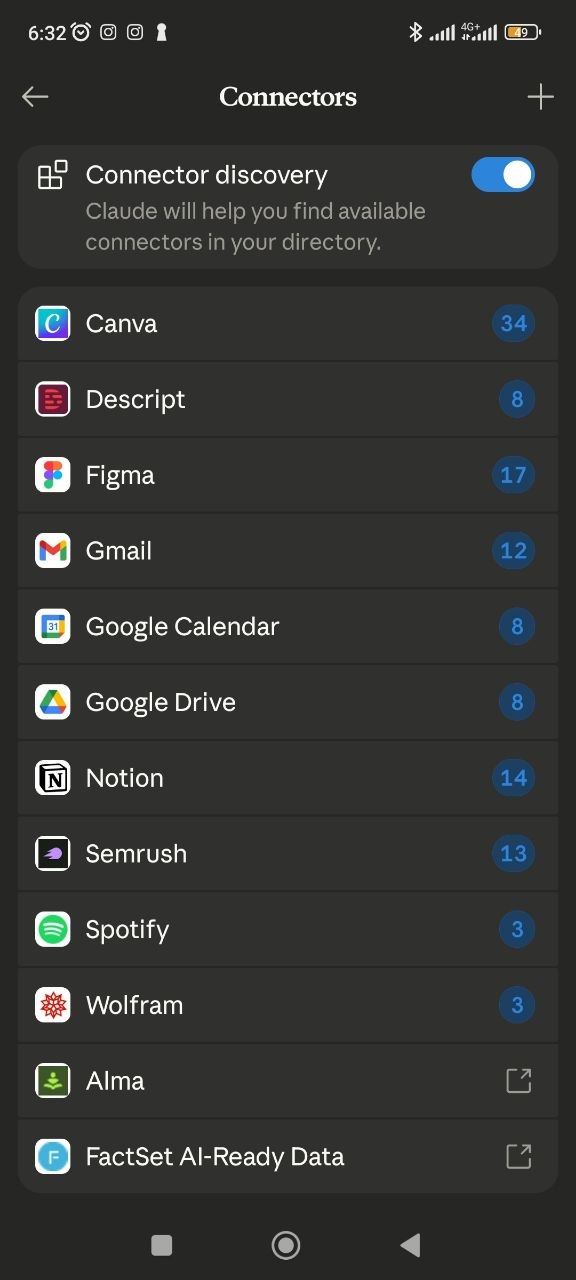 6:32 4G+ 49
Connectors
Connector discovery
Claude will help you find available
connectors in your directory.
Canva 34
Descript 8
Figma 17
Gmail 12
31 Google Calendar 8
Google Drive 8
Notion 14
Semrush 13
Spotify 3
Wolfram 3
Alma
FactSet AI-Ready Data